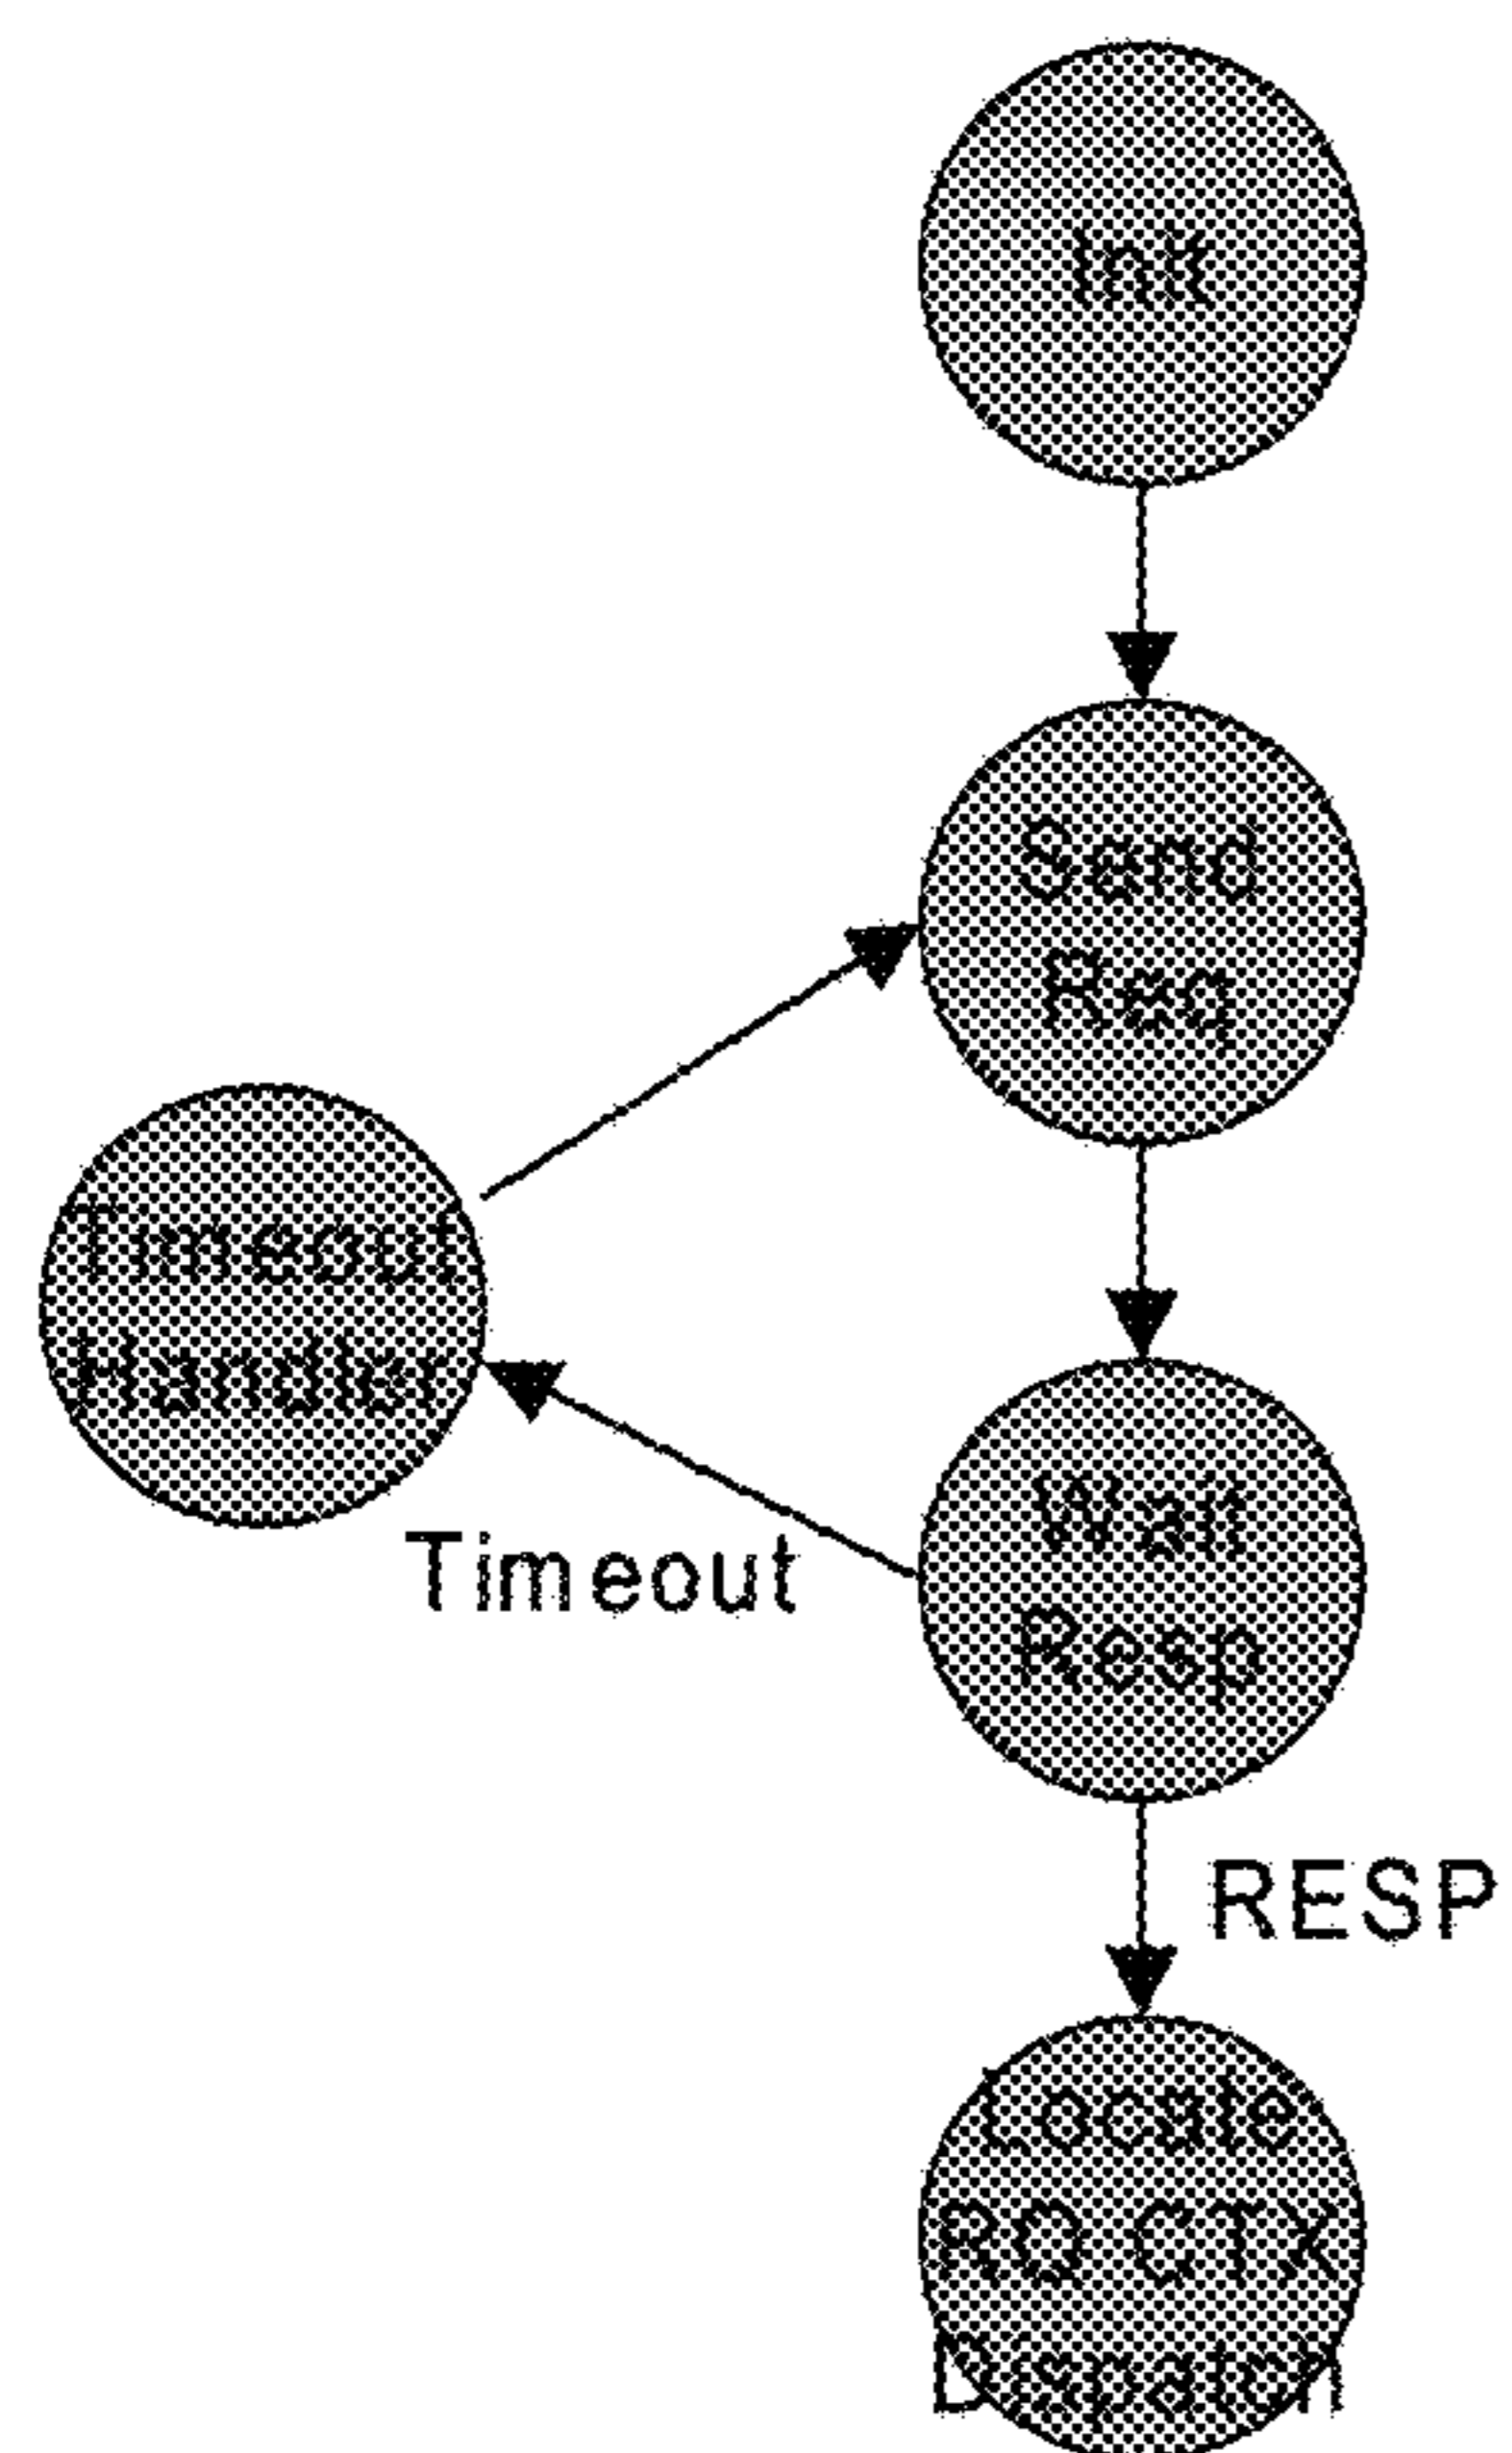 Init
Send
Req
Timeout
Handler
Timeout
Wait
Resp
RESP
Locate
RQ CTX
Dispatch